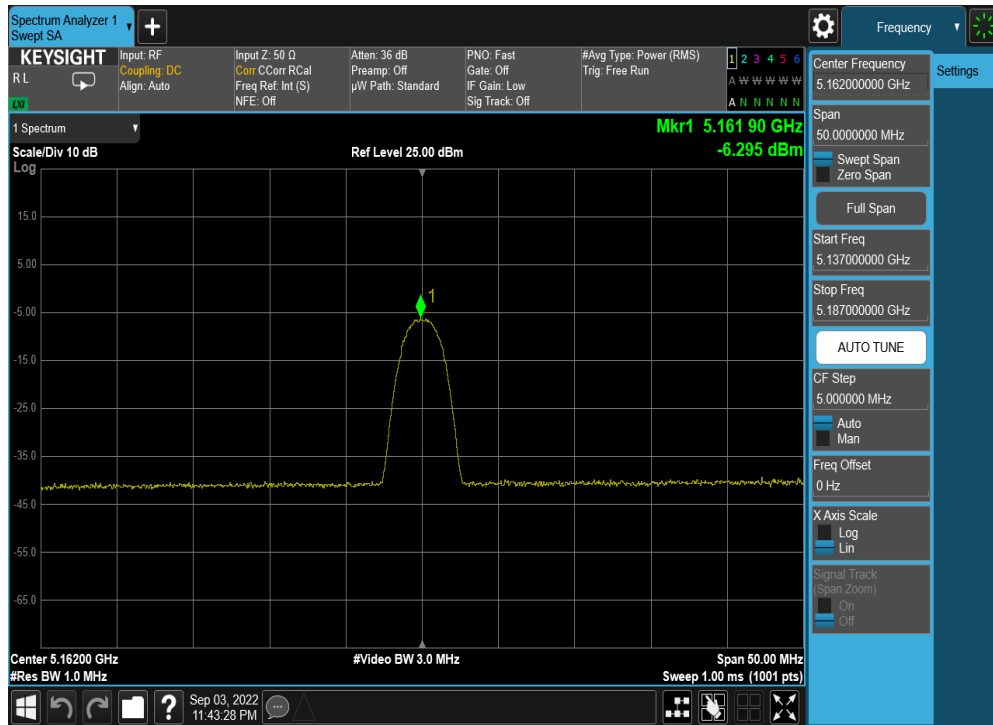 Spectrum Analyzer 1
Swept SA
Frequency
KEYSIGHT
R L
LXI
Input: RF
Coupling: DC
Align: Auto
Input Z: 50 Ω
Corr CCorr RCal
Freq Ref: Int (S)
NFE: Off
Atten: 36 dB
Preamp: Off
µW Path: Standard
PNO: Fast
Gate: Off
IF Gain: Low
Sig Track: Off
#Avg Type: Power (RMS)
Trig: Free Run
1 2 3 4 5 6
A W W W W W
A N N N N N
1 Spectrum
Mkr1 5.161 90 GHz
Scale/Div 10 dB
Ref Level 25.00 dBm
-6.295 dBm
Log
15.0
5.00
-5.00
-15.0
-25.0
-35.0
-45.0
-55.0
-65.0
1
Center 5.16200 GHz
#Video BW 3.0 MHz
Span 50.00 MHz
#Res BW 1.0 MHz
Sweep 1.00 ms (1001 pts)
Center Frequency
5.162000000 GHz
Settings
Span
50.0000000 MHz
Swept Span
Zero Span
Full Span
Start Freq
5.137000000 GHz
Stop Freq
5.187000000 GHz
AUTO TUNE
CF Step
5.000000 MHz
Auto
Man
Freq Offset
0 Hz
X Axis Scale
Log
Lin
Signal Track
(Span Zoom)
On
Off
?
Sep 03, 2022
11:43:28 PM